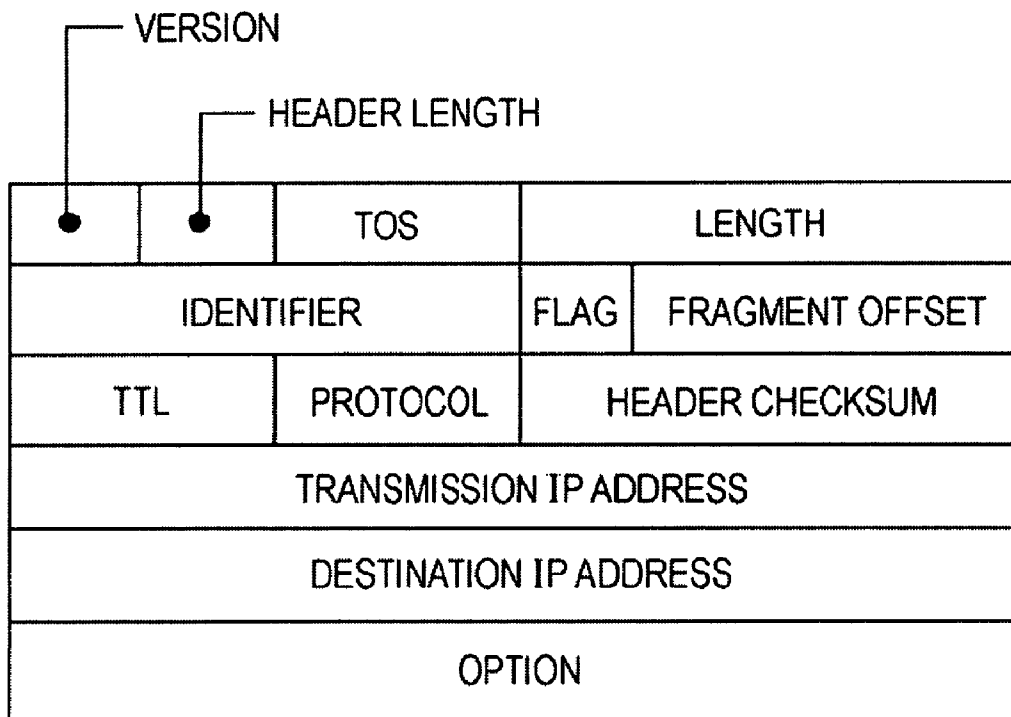 VERSION
HEADER LENGTH
TOS LENGTH
IDENTIFIER FLAG FRAGMENT OFFSET
TTL PROTOCOL HEADER CHECKSUM
TRANSMISSION IP ADDRESS
DESTINATION IP ADDRESS
OPTION